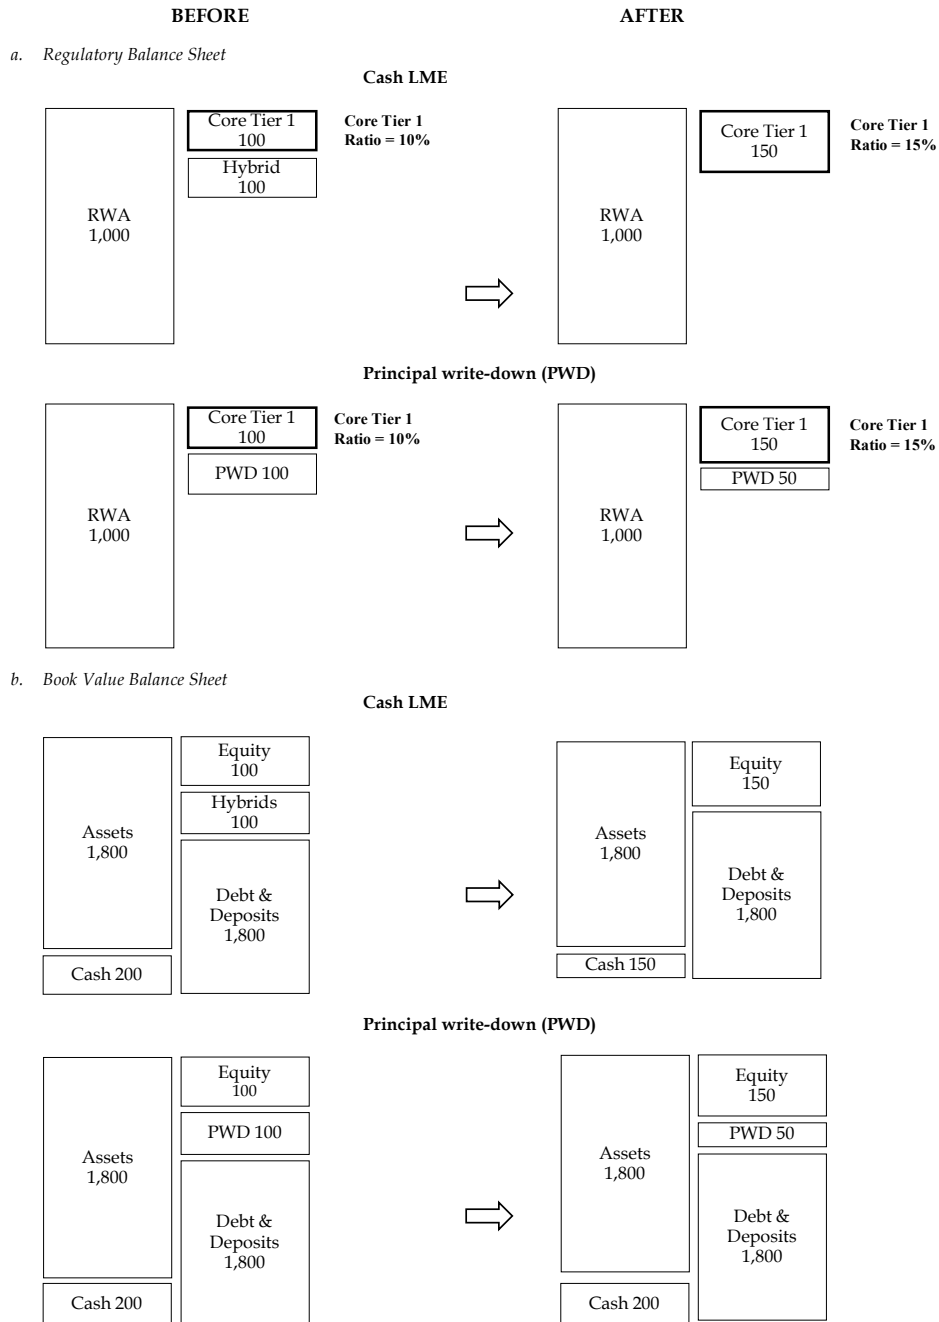 BEFORE AFTER
a. Regulatory Balance Sheet
Cash LME
Core Tier 1
100
Core Tier 1
Ratio = 10%
Hybrid
100
RWA
1,000
Core Tier 1
150
Core Tier 1
Ratio = 15%
RWA
1,000
Principal write-down (PWD)
Core Tier 1
100
Core Tier 1
Ratio = 10%
PWD 100
RWA
1,000
Core Tier 1
150
Core Tier 1
Ratio = 15%
PWD 50
RWA
1,000
b. Book Value Balance Sheet
Cash LME
Equity
100
Hybrids
100
Assets
1,800
Debt &
Deposits
1,800
Cash 200
Equity
150
Assets
1,800
Debt &
Deposits
1,800
Cash 150
Principal write-down (PWD)
Equity
100
PWD 100
Assets
1,800
Debt &
Deposits
1,800
Cash 200
Equity
150
PWD 50
Assets
1,800
Debt &
Deposits
1,800
Cash 200